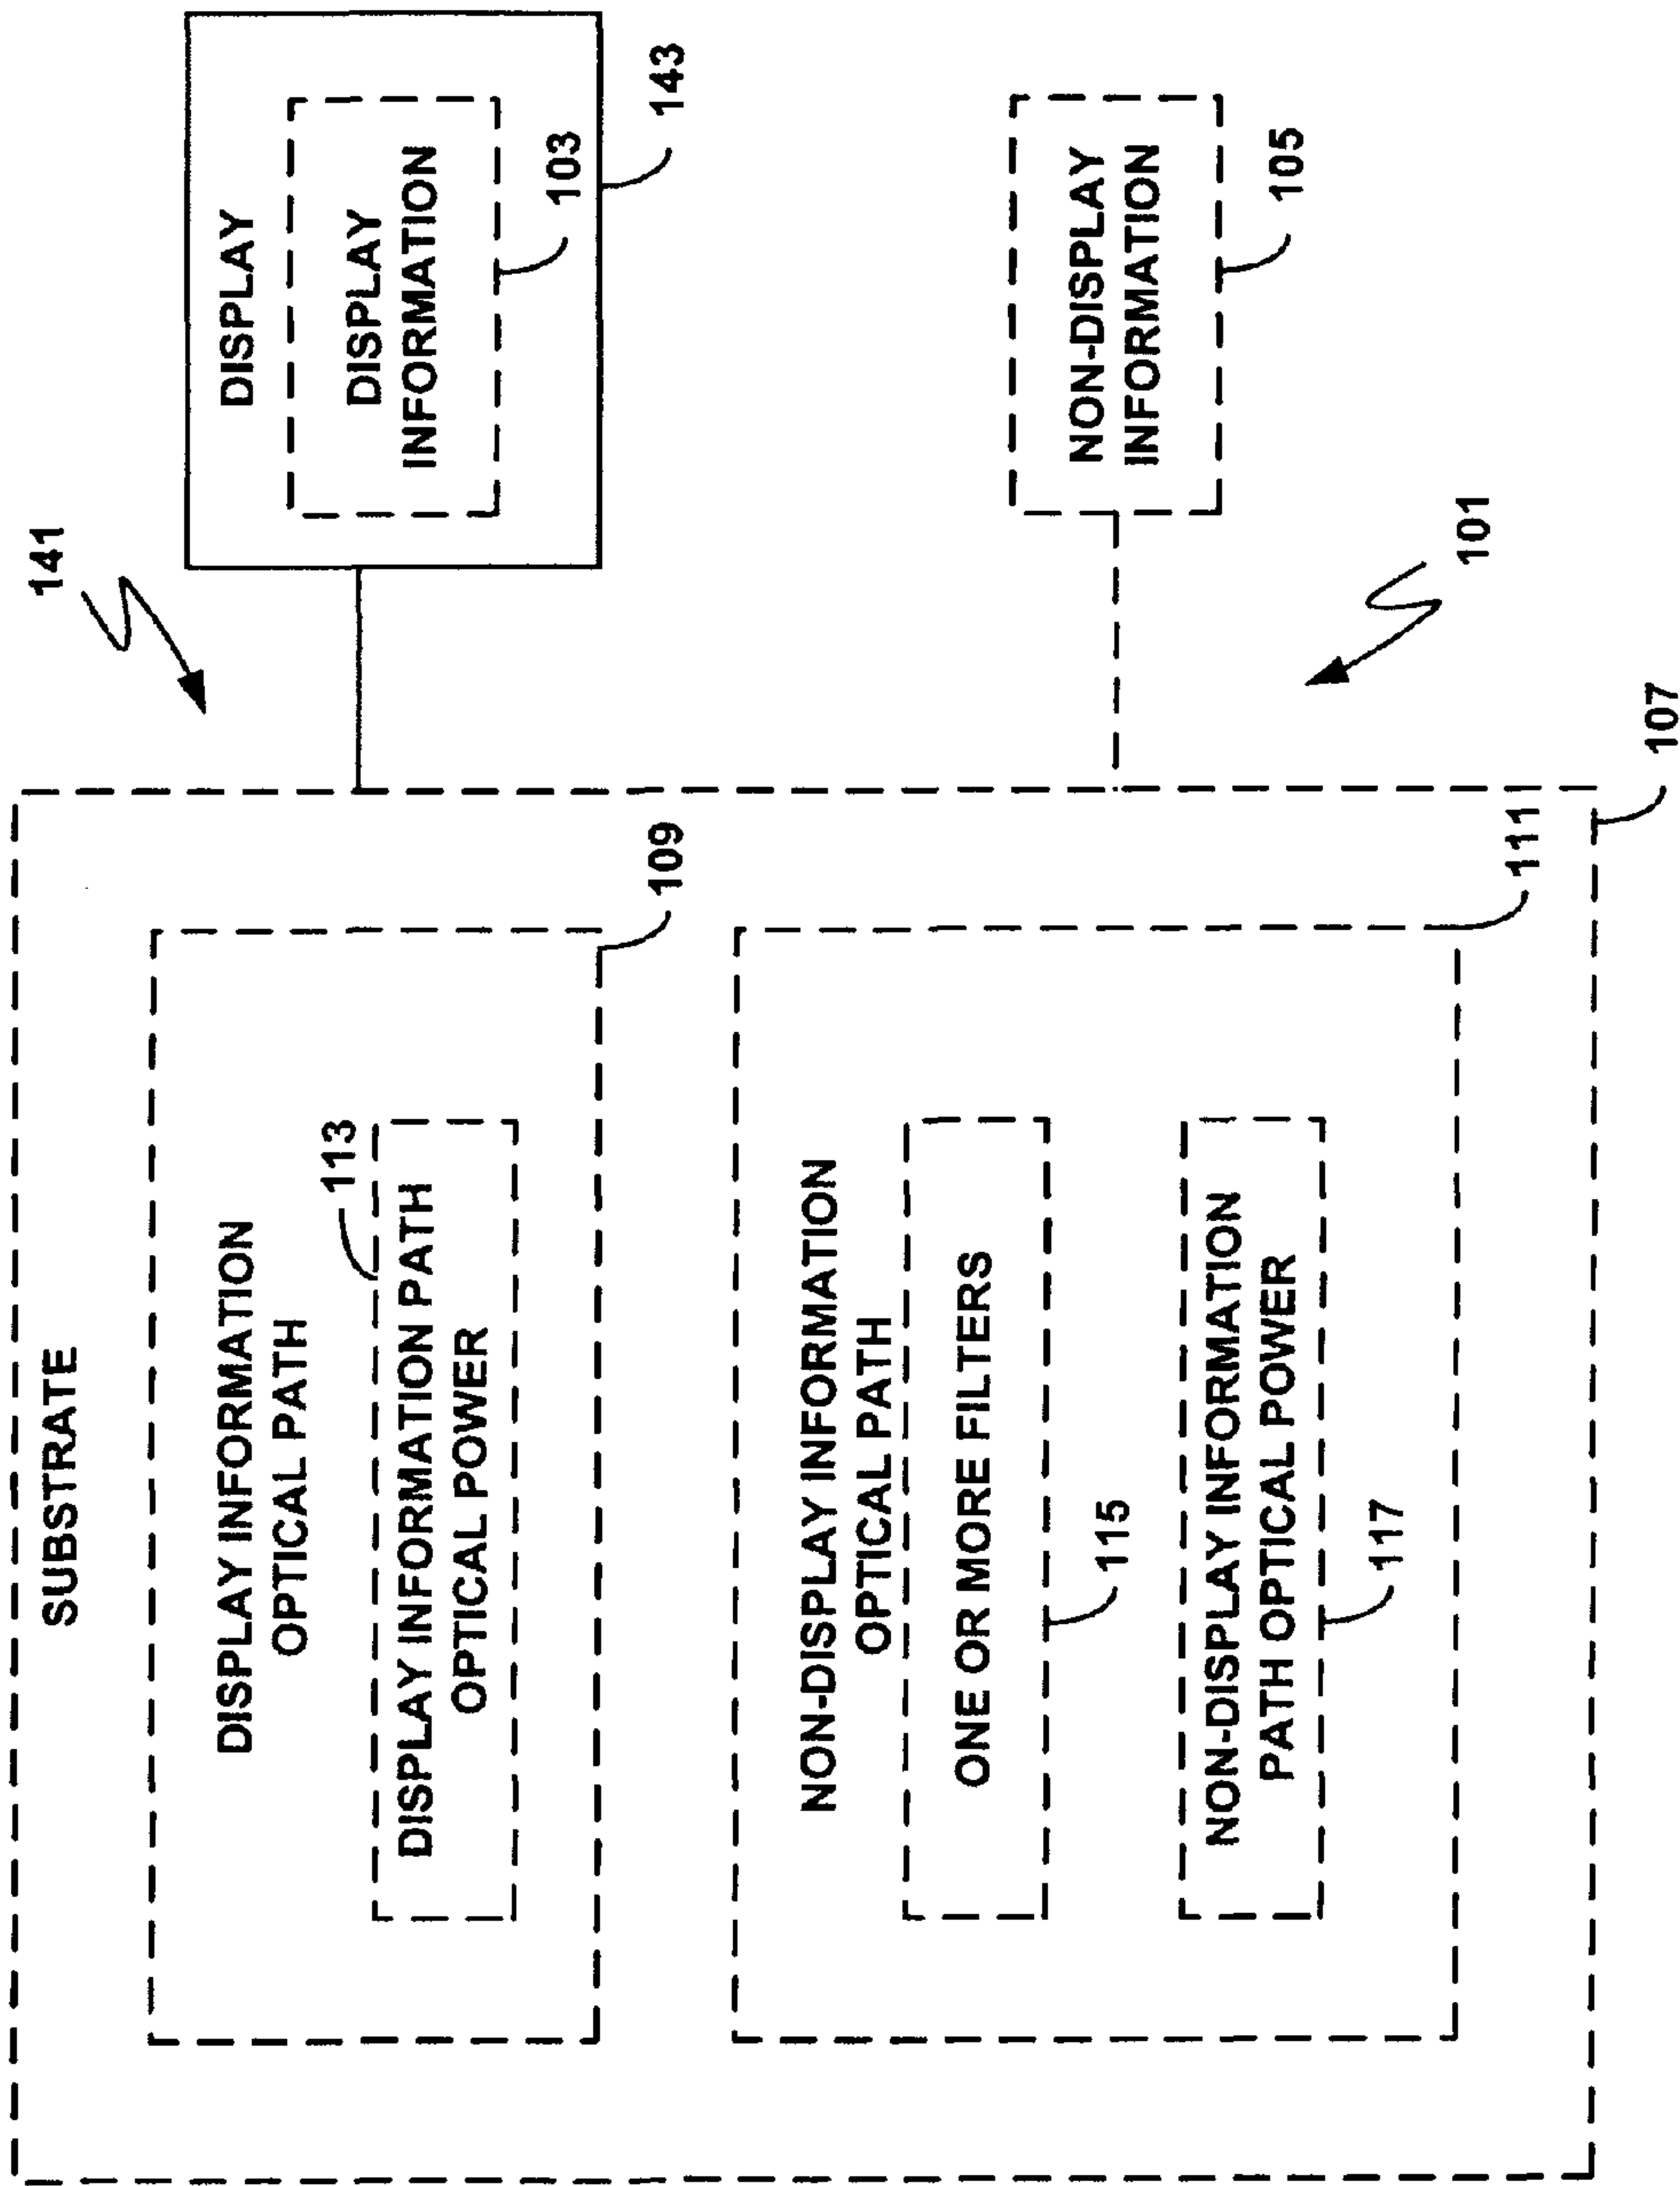 141
DISPLAY
DISPLAY
INFORMATION
103
143
NON-DISPLAY
INFORMATION
105
101
SUBSTRATE
DISPLAY INFORMATION
OPTICAL PATH
113
DISPLAY INFORMATION PATH
OPTICAL POWER
109
NON-DISPLAY INFORMATION
OPTICAL PATH
ONE OR MORE FILTERS
115
NON-DISPLAY INFORMATION
PATH OPTICAL POWER
117
111
107